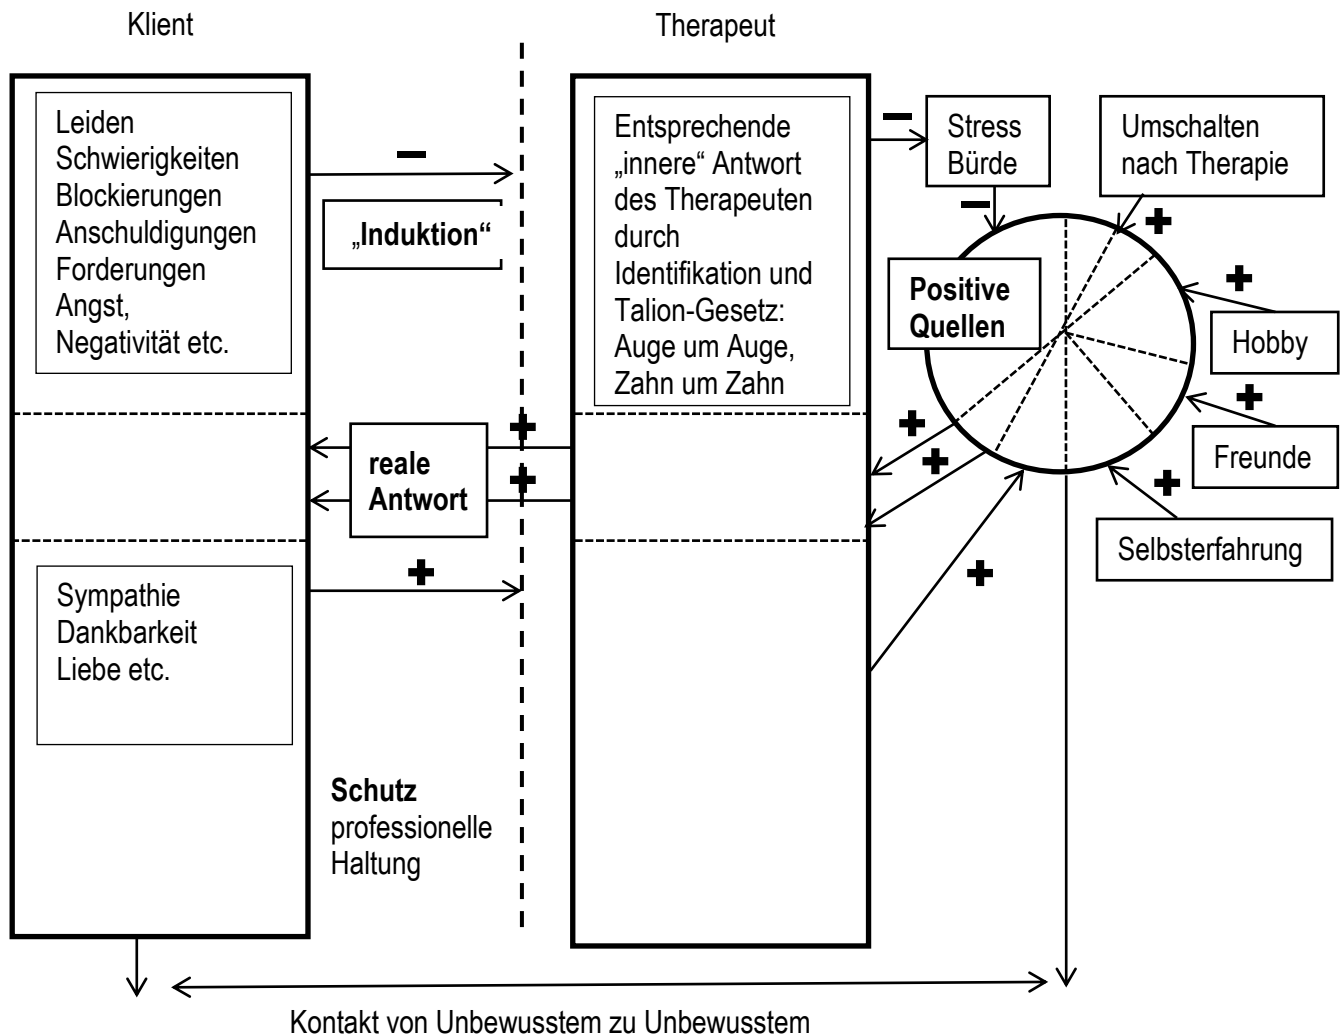 Klient
Therapeut
Leiden
Schwierigkeiten
Blockierungen
Anschuldigungen
Forderungen
Angst,
Negativität etc.
„Induktion“
Entsprechende
„innere“ Antwort
des Therapeuten
durch
Identifikation und
Talion-Gesetz:
Auge um Auge,
Zahn um Zahn
Stress
Bürde
Umschalten
nach Therapie
Positive
Quellen
Hobby
Freunde
Selbsterfahrung
reale
Antwort
Sympathie
Dankbarkeit
Liebe etc.
Schutz
professionelle
Haltung
Kontakt von Unbewusstem zu Unbewusstem